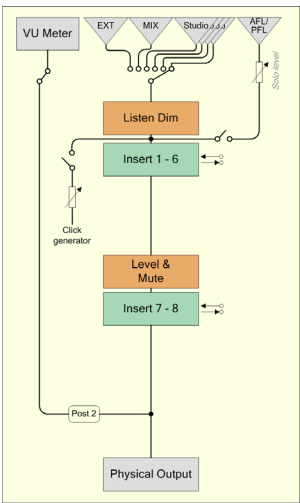 VU Meter
EXT
MIX
Studio
AFL/
PFL
Solo level
Listen Dim
Insert 1 - 6
Click
generator
Level &
Mute
Insert 7 - 8
Post 2
Physical Output